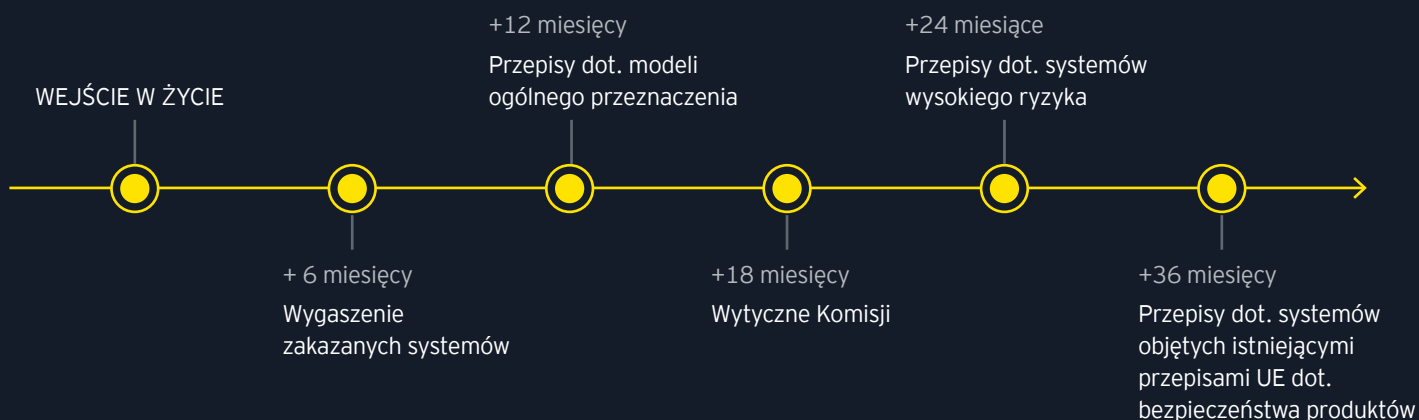 WEJŚCIE W ŻYCIE
+ 6 miesięcy
Wygaszenie
zakazanych systemów
+12 miesięcy
Przepisy dot. modeli
ogólnego przeznaczenia
+18 miesięcy
Wytyczne Komisji
+24 miesiące
Przepisy dot. systemów
wysokiego ryzyka
+36 miesięcy
Przepisy dot. systemów
objętych istniejącymi
przepisami UE dot.
bezpieczeństwa produktów